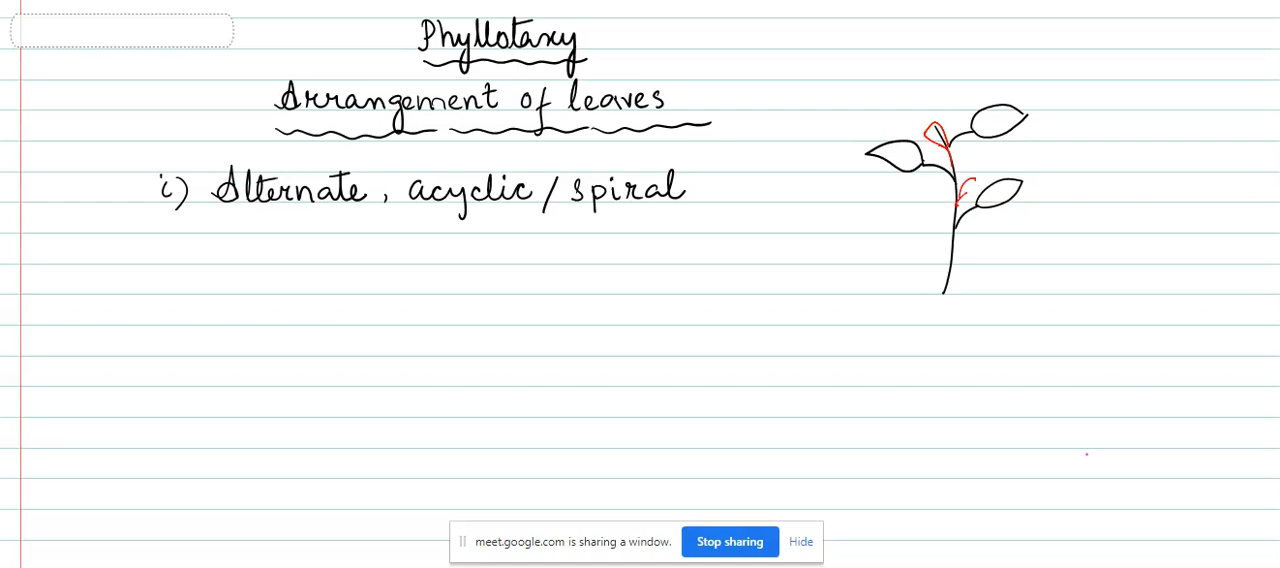 Phyllotaxy
Arrangement of leaves
i) Alternate, acyclic / spiral
meet.google.com is sharing a window. Stop sharing Hide